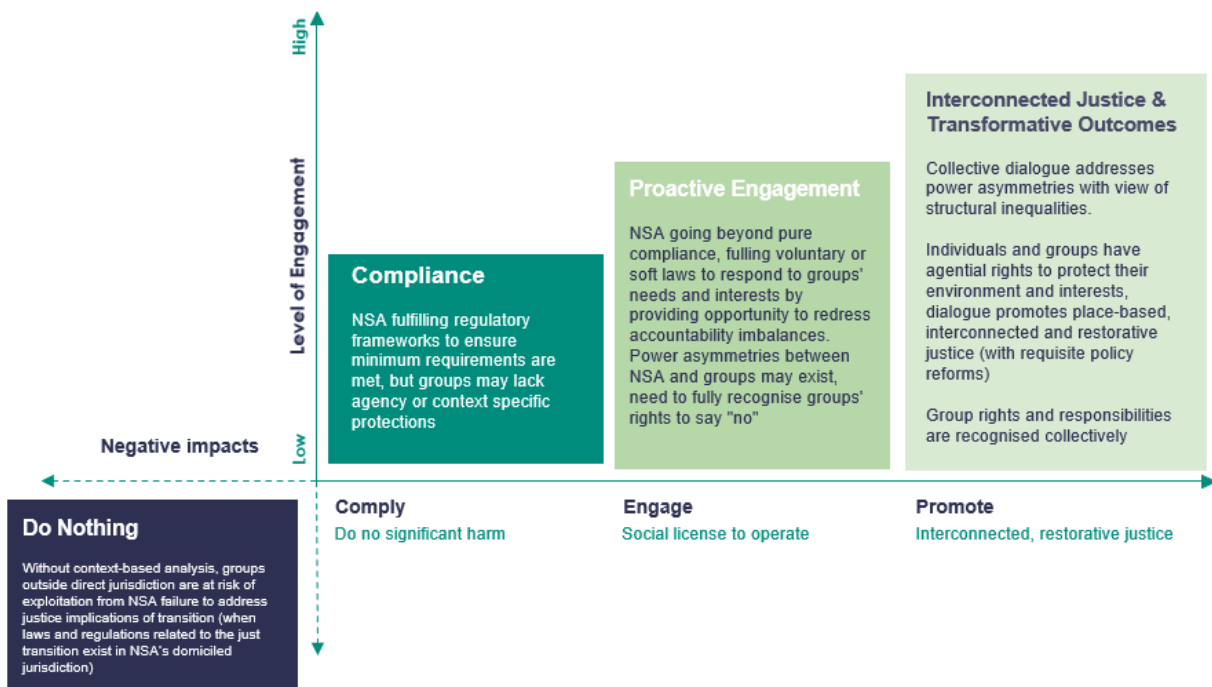 High
Level of Engagement
Low
Negative impacts
Do Nothing
Without context-based analysis, groups
outside direct jurisdiction are at risk of
exploitation from NSA failure to address
justice implications of transition (when
laws and regulations related to the just
transition exist in NSA's domiciled
jurisdiction)
Compliance
NSA fulfilling regulatory
frameworks to ensure
minimum requirements are
met, but groups may lack
agency or context specific
protections
Comply
Do no significant harm
Proactive Engagement
NSA going beyond pure
compliance, fulling voluntary or
soft laws to respond to groups'
needs and interests by
providing opportunity to redress
accountability imbalances.
Power asymmetries between
NSA and groups may exist,
need to fully recognise groups'
rights to say "no"
Engage
Social license to operate
Interconnected Justice &
Transformative Outcomes
Collective dialogue addresses
power asymmetries with view of
structural inequalities.
Individuals and groups have
agential rights to protect their
environment and interests,
dialogue promotes place-based,
interconnected and restorative
justice (with requisite policy
reforms)
Group rights and responsibilities
are recognised collectively
Promote
Interconnected, restorative justice